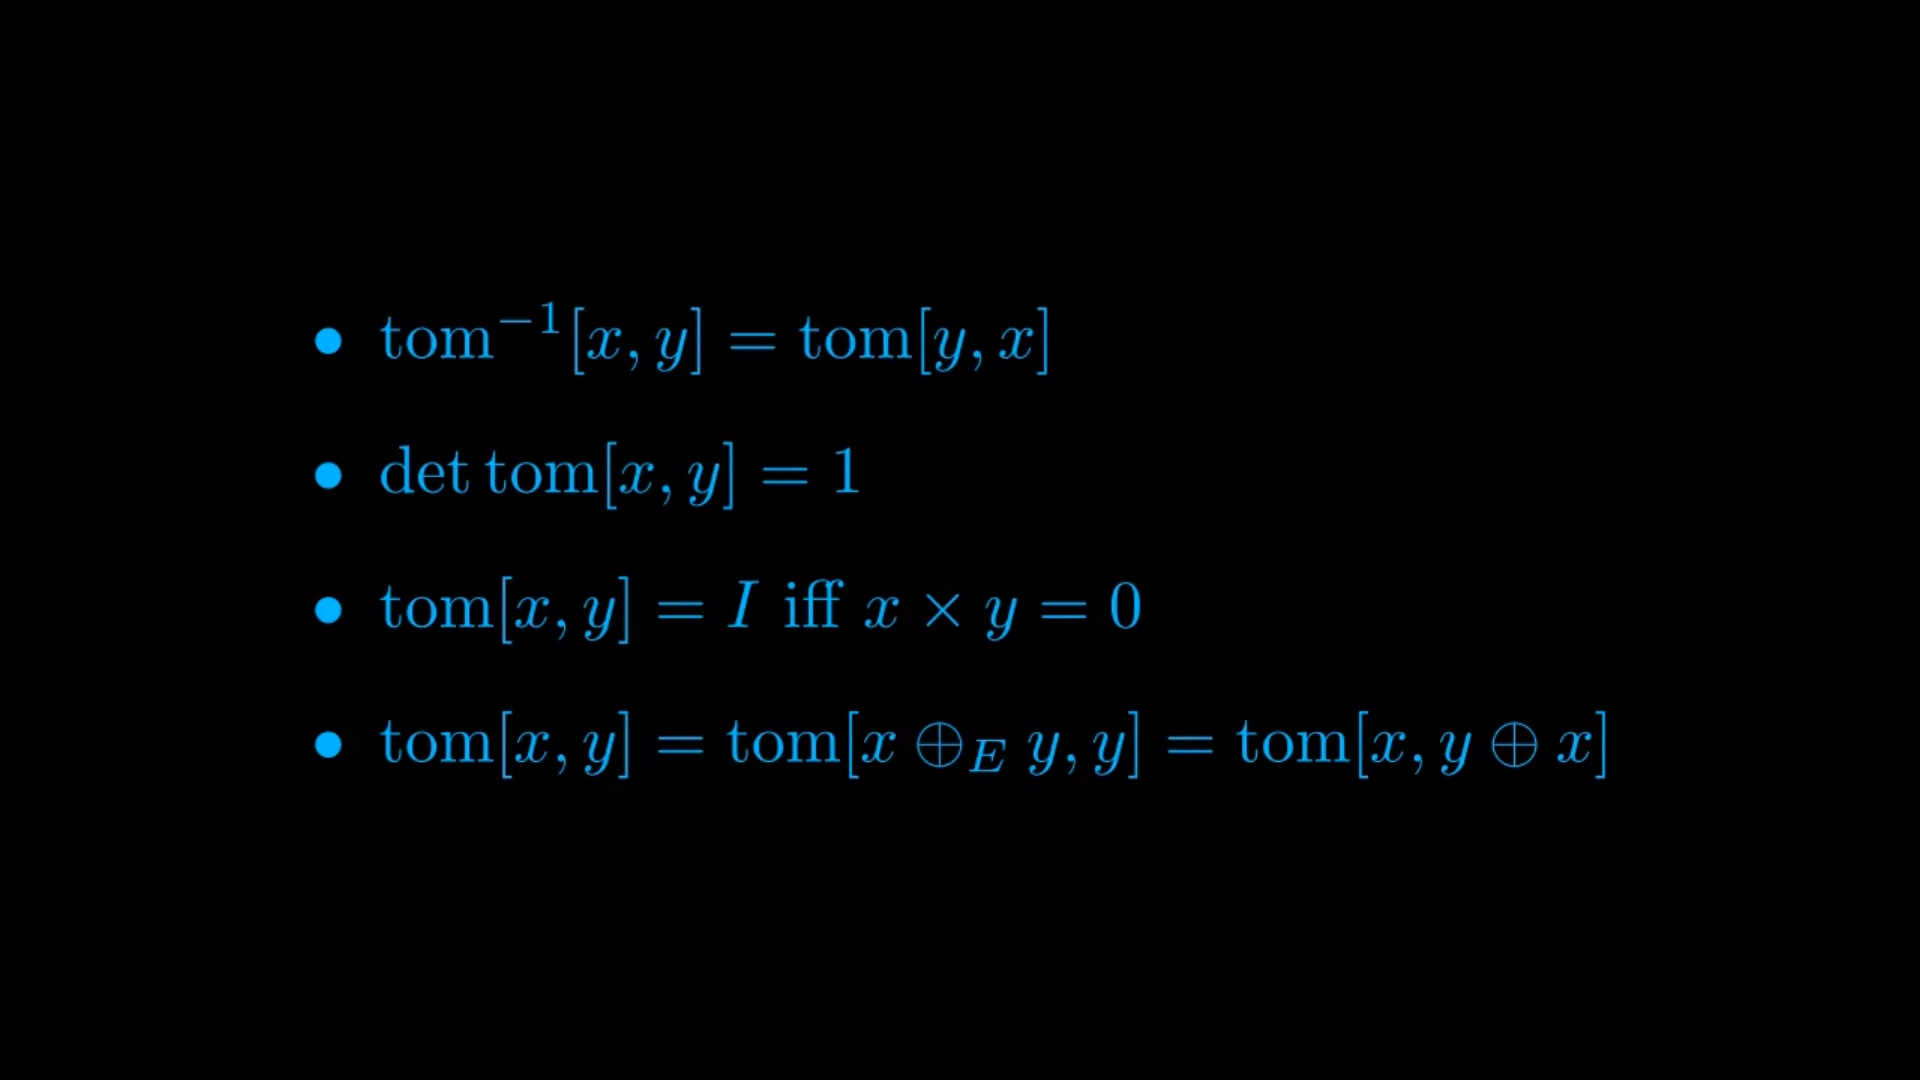 • tom⁻¹[x, y] = tom[y, x]
• det tom[x, y] = 1
• tom[x, y] = I iff x × y = 0
• tom[x, y] = tom[x ⊕_E y, y] = tom[x, y ⊕ x]